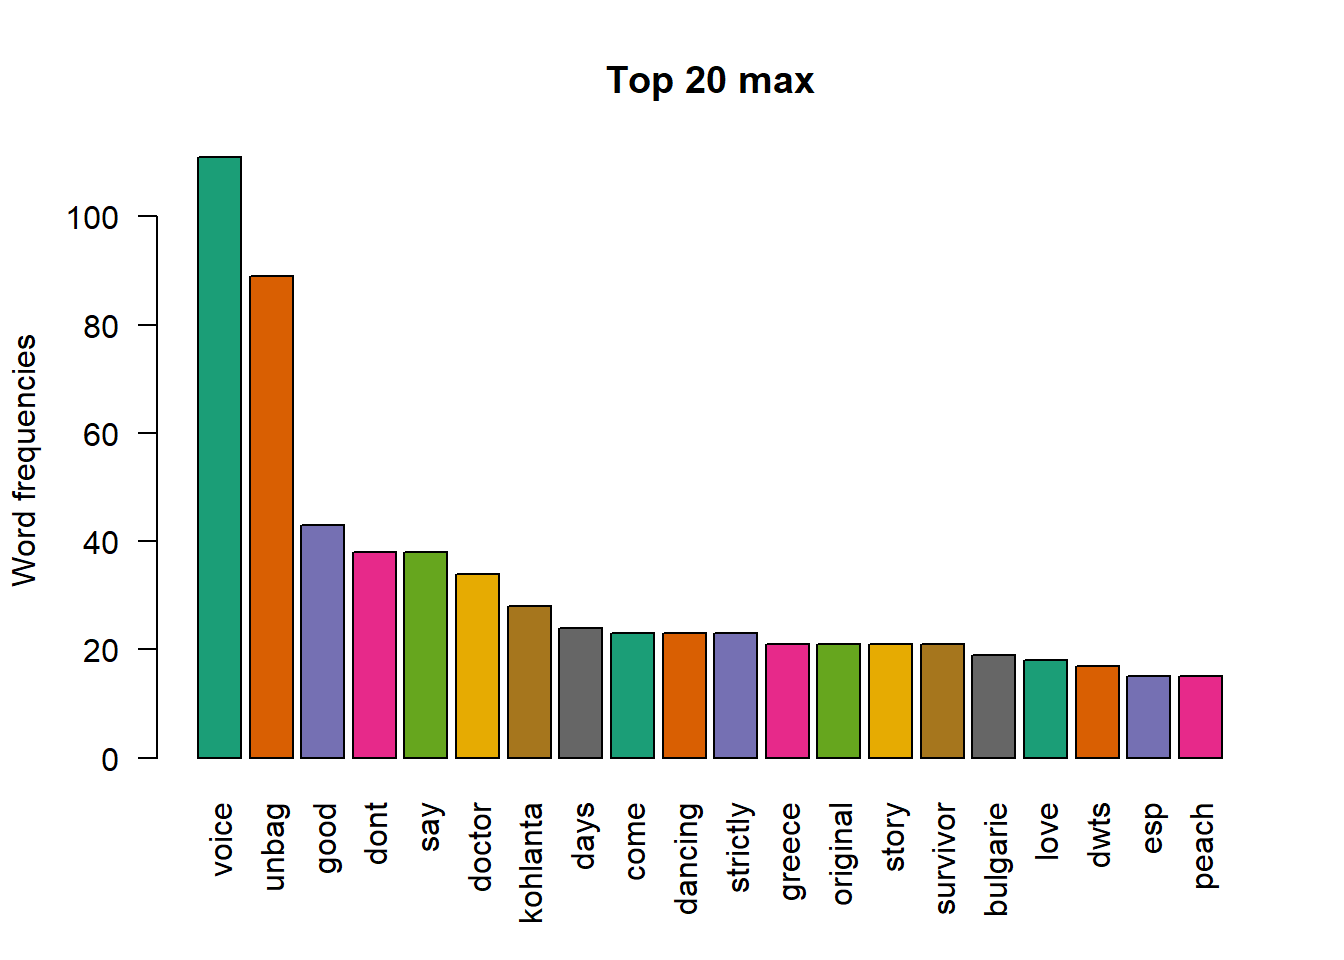 Top 20 max
Word frequencies
100
80
60
40
20
0
voice
unbag
good
dont
say
doctor
kohlanta
days
come
dancing
strictly
greece
original
story
survivor
bulgarie
love
dwts
esp
peach